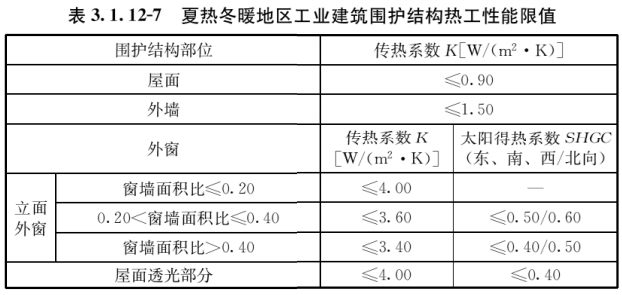 表 3.1.12-7 夏热冬暖地区工业建筑围护结构热工性能限值
围护结构部位 传热系数 K[W/(m²·K)]
屋面 ≤0.90
外墙 ≤1.50
外窗 传热系数 K [W/(m²·K)] 太阳得热系数 SHGC (东、南、西/北向)
立面外窗 窗墙面积比≤0.20 ≤4.00 —
0.20<窗墙面积比≤0.40 ≤3.60 ≤0.50/0.60
窗墙面积比>0.40 ≤3.40 ≤0.40/0.50
屋面透光部分 ≤4.00 ≤0.40